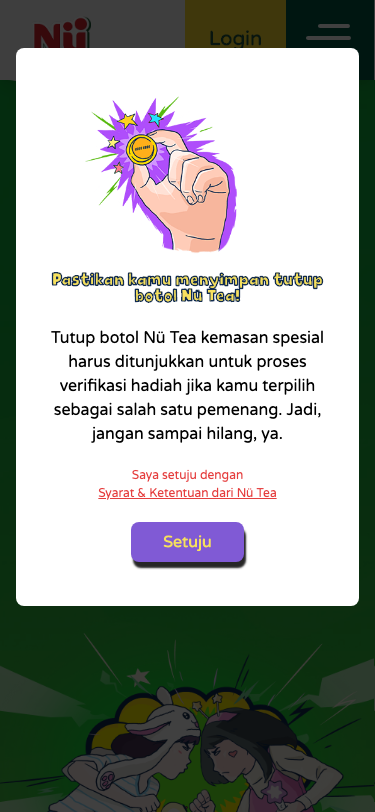 Nü
Login
Pastikan kamu menyimpan tutup
botol Nü Tea!
Tutup botol Nü Tea kemasan spesial
harus ditunjukkan untuk proses
verifikasi hadiah jika kamu terpilih
sebagai salah satu pemenang. Jadi,
jangan sampai hilang, ya.
Saya setuju dengan
Syarat & Ketentuan dari Nü Tea
Setuju